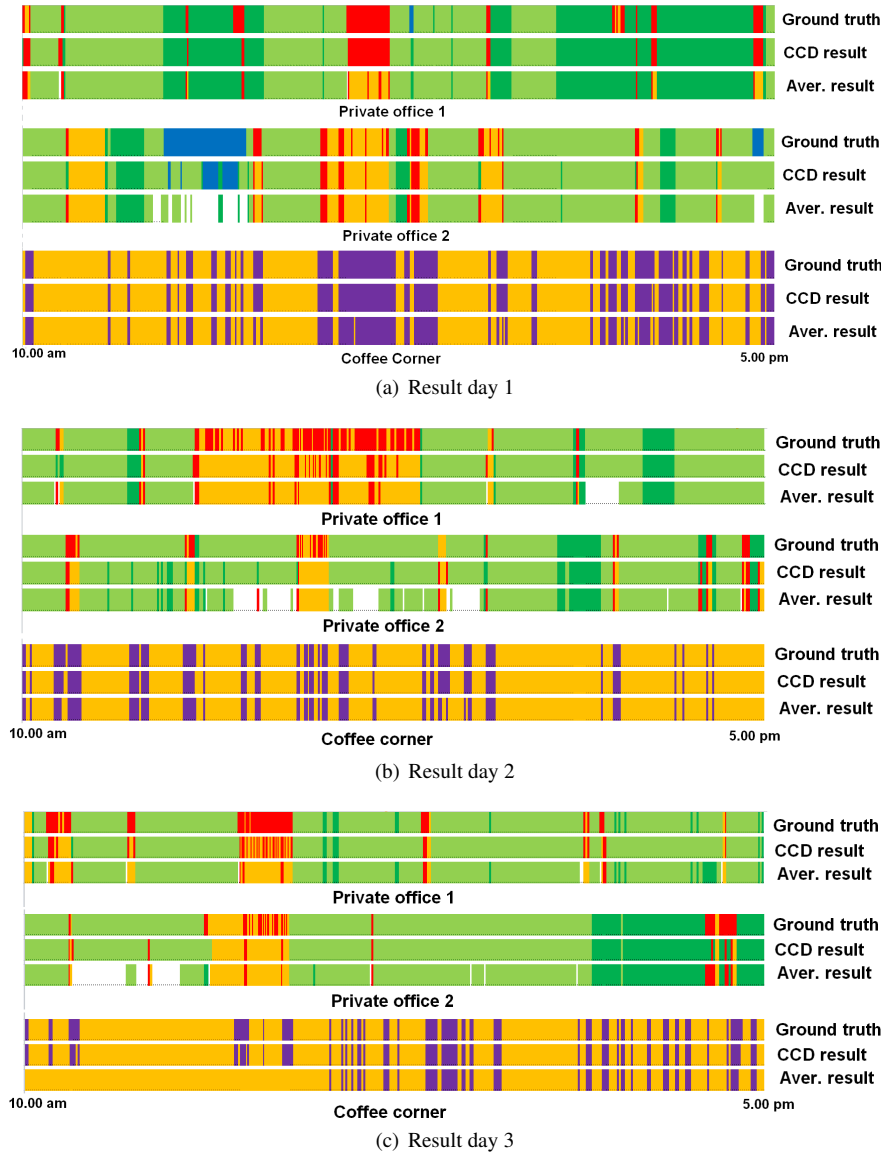 Ground truth
CCD result
Aver. result
Private office 1
Ground truth
CCD result
Aver. result
Private office 2
Ground truth
CCD result
Aver. result
10.00 am
5.00 pm
Coffee Corner
(a) Result day 1
Ground truth
CCD result
Aver. result
Private office 1
Ground truth
CCD result
Aver. result
Private office 2
Ground truth
CCD result
Aver. result
10.00 am
5.00 pm
Coffee corner
(b) Result day 2
Ground truth
CCD result
Aver. result
Private office 1
Ground truth
CCD result
Aver. result
Private office 2
Ground truth
CCD result
Aver. result
10.00 am
5.00 pm
Coffee corner
(c) Result day 3